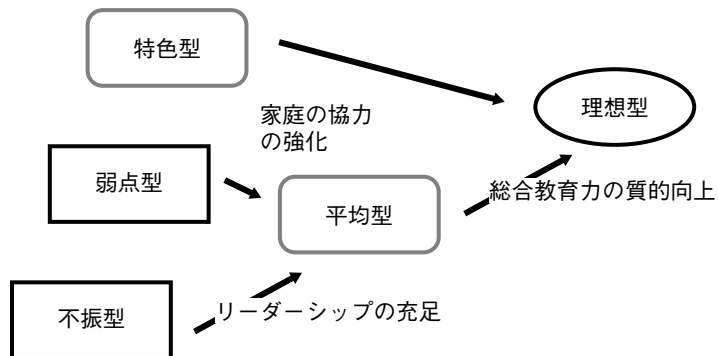 特色型
理想型
家庭の協力
の強化
弱点型
平均型
総合教育力の質的向上
不振型
リーダーシップの充足